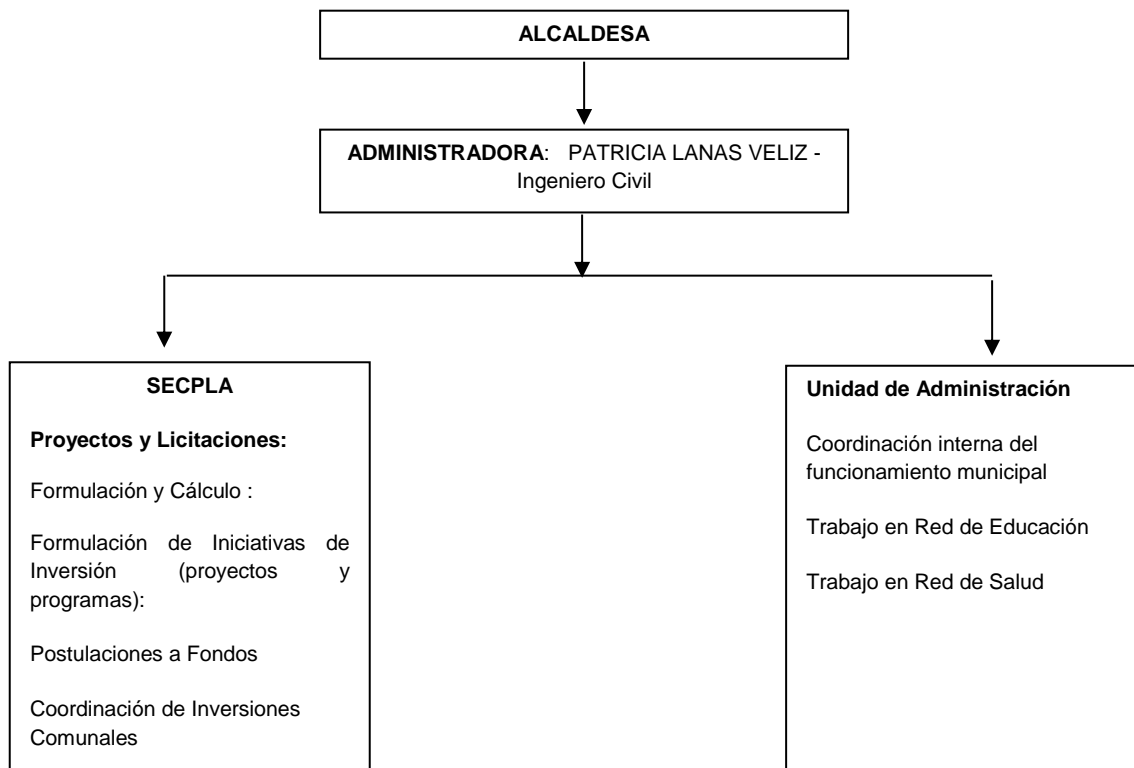 ALCALDESA
ADMINISTRADORA: PATRICIA LANAS VELIZ -
Ingeniero Civil
SECPLA
Proyectos y Licitaciones:
Formulación y Cálculo :
Formulación de Iniciativas de
Inversión (proyectos y
programas):
Postulaciones a Fondos
Coordinación de Inversiones
Comunales
Unidad de Administración
Coordinación interna del
funcionamiento municipal
Trabajo en Red de Educación
Trabajo en Red de Salud